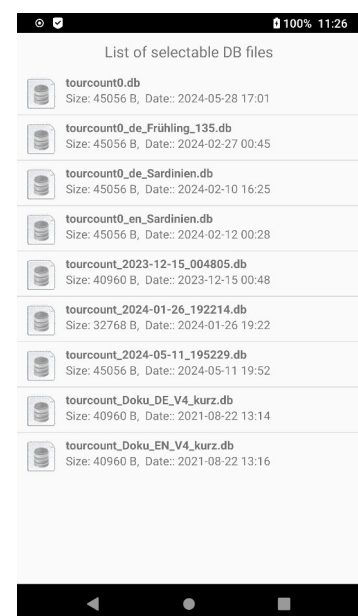 100% 11:26
List of selectable DB files
tourcount0.db
Size: 45056 B, Date:: 2024-05-28 17:01
tourcount0_de_Frühling_135.db
Size: 45056 B, Date:: 2024-02-27 00:45
tourcount0_de_Sardinien.db
Size: 45056 B, Date:: 2024-02-10 16:25
tourcount0_en_Sardinien.db
Size: 45056 B, Date:: 2024-02-12 00:28
tourcount_2023-12-15_004805.db
Size: 40960 B, Date:: 2023-12-15 00:48
tourcount_2024-01-26_192214.db
Size: 32768 B, Date:: 2024-01-26 19:22
tourcount_2024-05-11_195229.db
Size: 45056 B, Date:: 2024-05-11 19:52
tourcount_Doku_DE_V4_kurz.db
Size: 40960 B, Date:: 2021-08-22 13:14
tourcount_Doku_EN_V4_kurz.db
Size: 40960 B, Date:: 2021-08-22 13:16